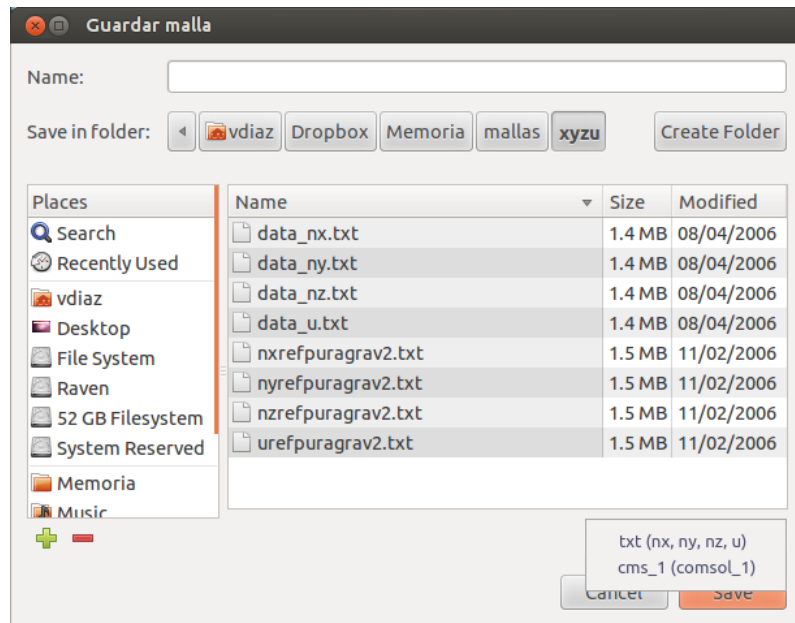 Guardar malla
Name:
Save in folder: vdiaz Dropbox Memoria mallas xyzu Create Folder
Places
Search
Recently Used
vdiaz
Desktop
File System
Raven
52 GB Filesystem
System Reserved
Memoria
Music
Name Size Modified
data_nx.txt 1.4 MB 08/04/2006
data_ny.txt 1.4 MB 08/04/2006
data_nz.txt 1.4 MB 08/04/2006
data_u.txt 1.4 MB 08/04/2006
nxrefpuragrav2.txt 1.5 MB 11/02/2006
nyrefpuragrav2.txt 1.5 MB 11/02/2006
nzrefpuragrav2.txt 1.5 MB 11/02/2006
urefpuragrav2.txt 1.5 MB 11/02/2006
txt (nx, ny, nz, u)
cms_1 (comsol_1)
Cancel Save